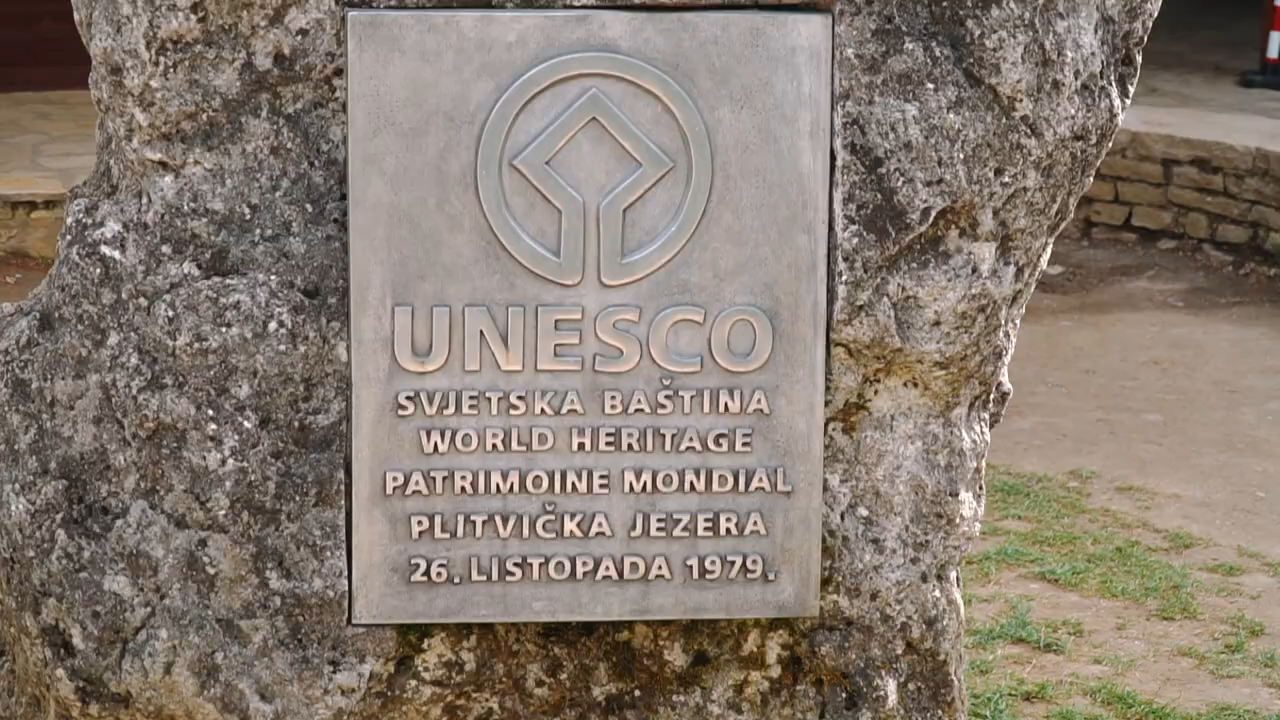 UNESCO
SVJETSKA BAŠTINA
WORLD HERITAGE
PATRIMOINE MONDIAL
PLITVIČKA JEZERA
26. LISTOPADA 1979.